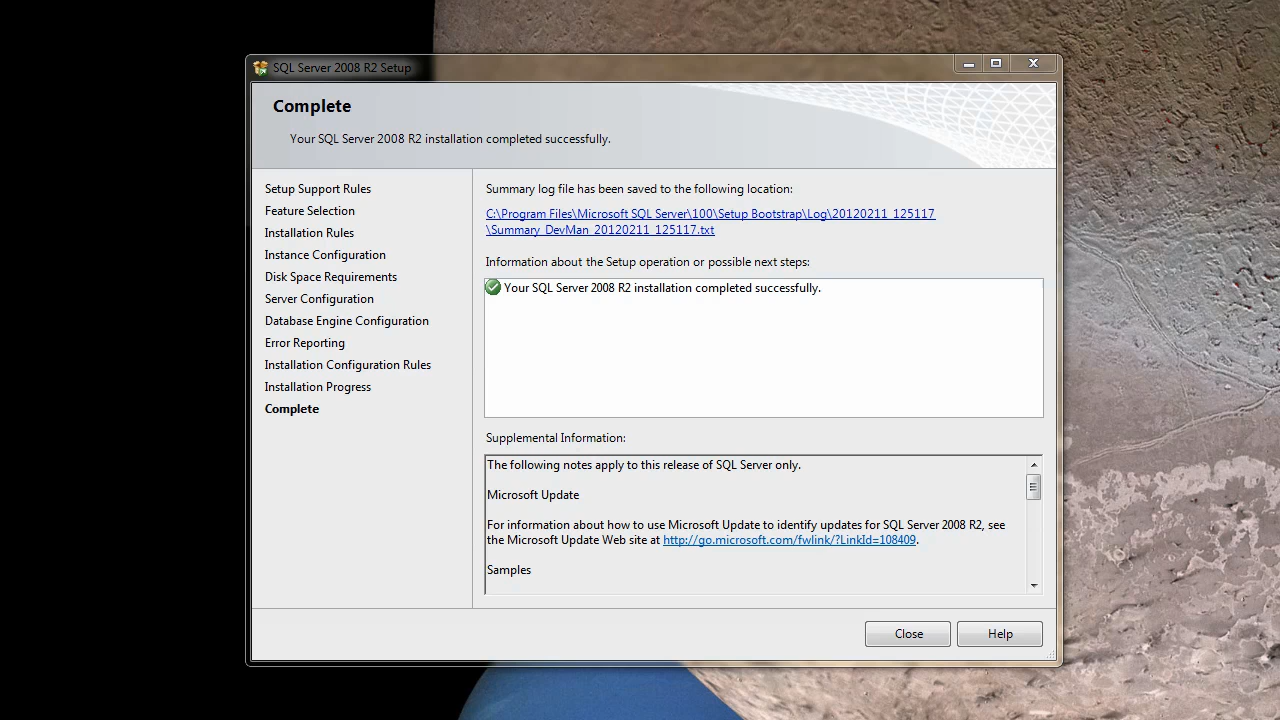 SQL Server 2008 R2 Setup
Complete
Your SQL Server 2008 R2 installation completed successfully.
Setup Support Rules
Feature Selection
Installation Rules
Instance Configuration
Disk Space Requirements
Server Configuration
Database Engine Configuration
Error Reporting
Installation Configuration Rules
Installation Progress
Complete
Summary log file has been saved to the following location:
C:\Program Files\Microsoft SQL Server\100\Setup Bootstrap\Log\20120211_125117
\Summary_DevMan_20120211_125117.txt
Information about the Setup operation or possible next steps:
Your SQL Server 2008 R2 installation completed successfully.
Supplemental Information:
The following notes apply to this release of SQL Server only.
Microsoft Update
For information about how to use Microsoft Update to identify updates for SQL Server 2008 R2, see
the Microsoft Update Web site at http://go.microsoft.com/fwlink/?LinkId=108409.
Samples
Close
Help